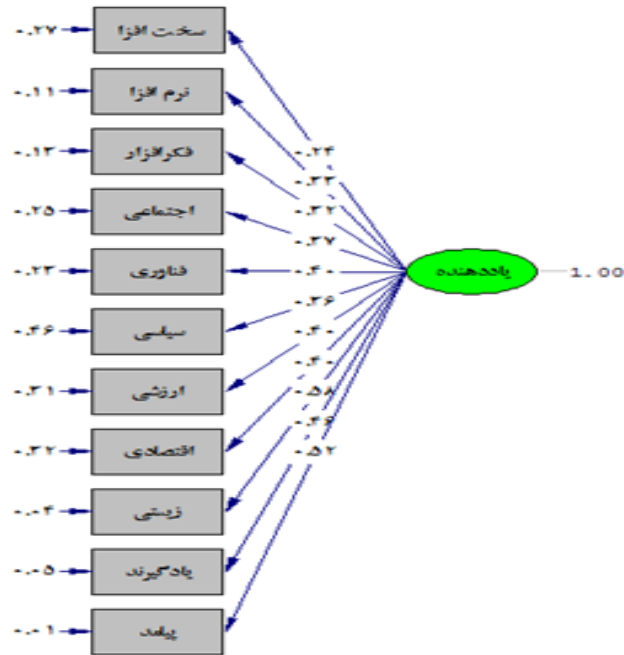 ۰.۲۷ سخت افزا
۰.۱۱ نرم افزا
۰.۱۳ فکرافزار
۰.۲۵ اجتماعی
۰.۲۳ فناوری
۰.۴۶ سیاسی
۰.۳۱ ارزشی
۰.۳۲ اقتصادی
۰.۰۴ زیستی
۰.۰۵ یادگیرند
۰.۰۱ پیامد
۰.۲۴
۰.۳۳
۰.۳۲
۰.۳۷
۰.۴۰
۰.۳۶
۰.۴۰
۰.۴۰
۰.۵۸
۰.۴۶
۰.۵۲
یاددهنده 1.00